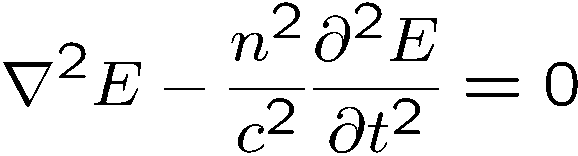 ∇²E − n²/c² ∂²E/∂t² = 0